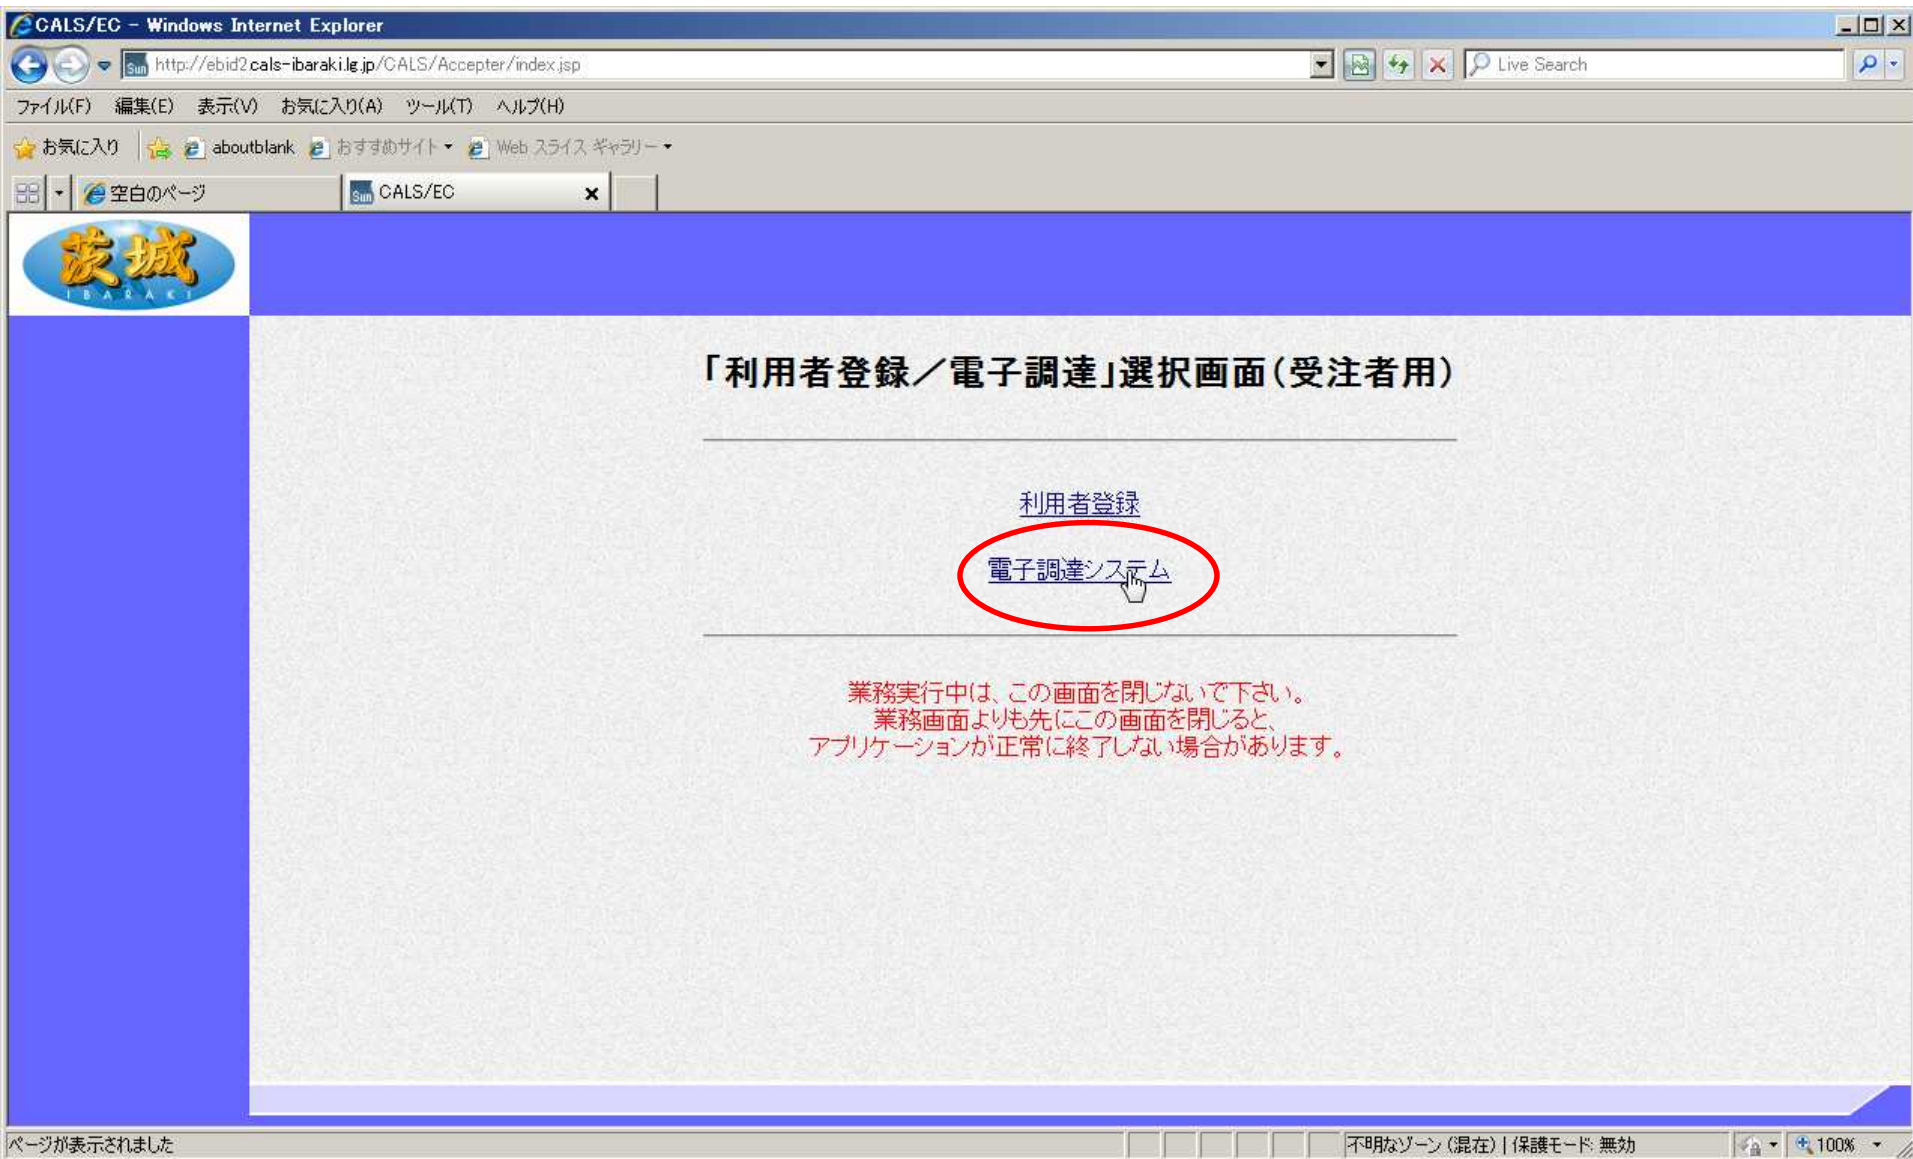 CALS/EC - Windows Internet Explorer
http://ebid2.cals-ibaraki.lg.jp/CALS/Accepter/index.jsp
Live Search
ファイル(F) 編集(E) 表示(V) お気に入り(A) ツール(T) ヘルプ(H)
お気に入り aboutblank おすすめサイト Web スライス ギャラリー
空白のページ Sun CALS/EC
茨城
IBARAKI
「利用者登録／電子調達」選択画面(受注者用)
利用者登録
電子調達システム
業務実行中は、この画面を閉じないで下さい。
業務画面よりも先にこの画面を閉じると、
アプリケーションが正常に終了しない場合があります。
ページが表示されました 不明なゾーン (混在) | 保護モード: 無効 100%